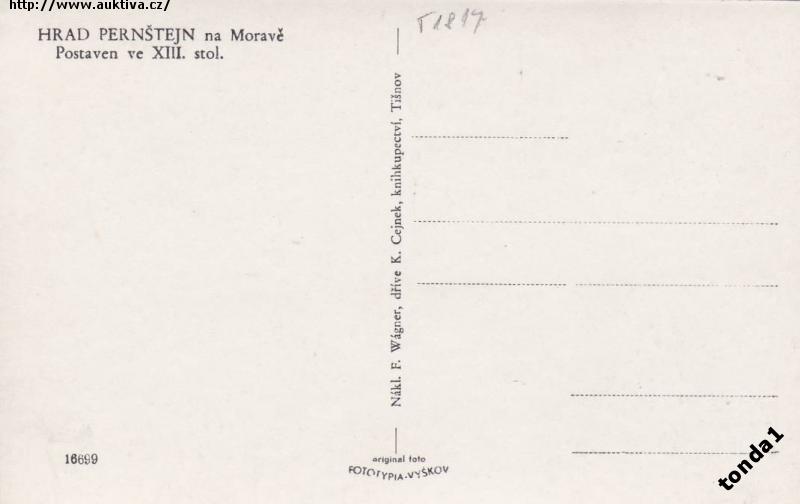 http://www.auktiva.cz/
T1817
HRAD PERNŠTEJN na Moravě
Postaven ve XIII. stol.
Nákl. F. Wágner, dříve K. Cejnek, knihkupectví, Tišnov
16699
original foto
FOTOTYPIA-VYŠKOV
tonda1